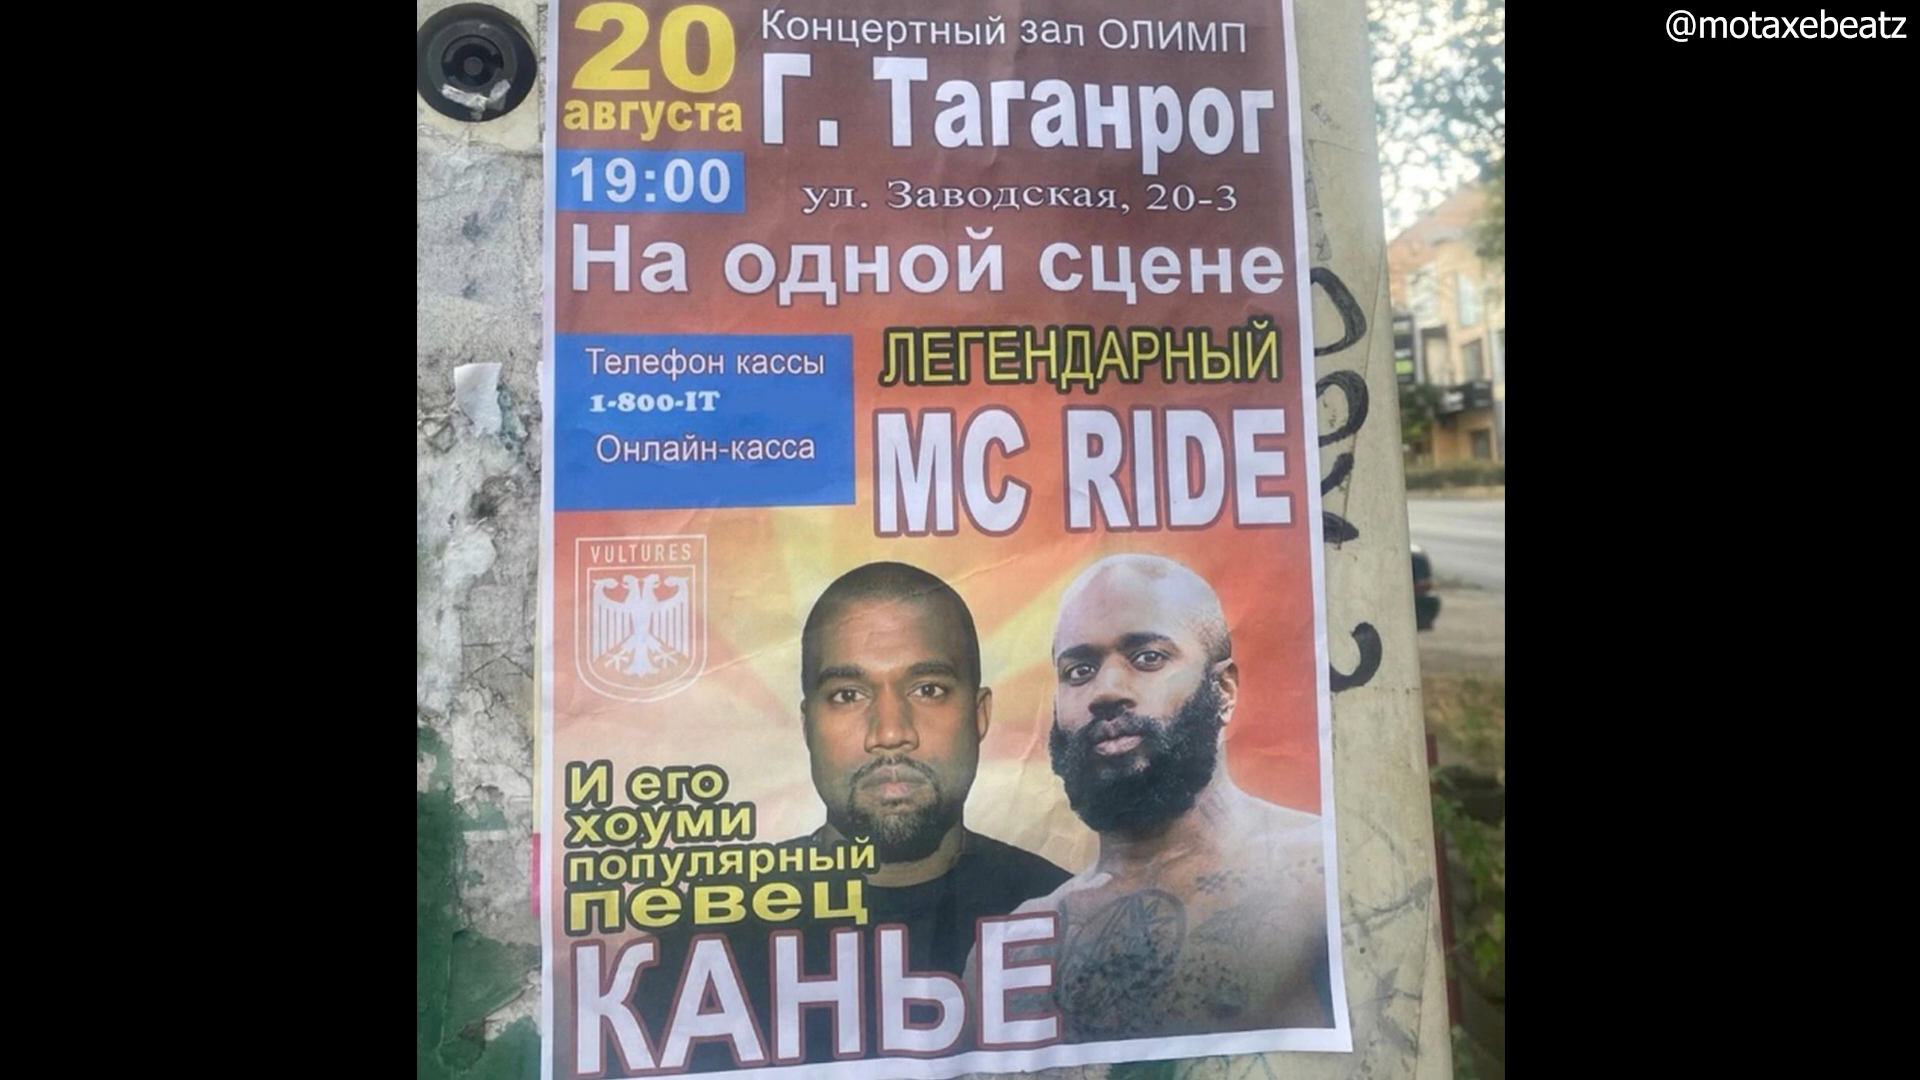 @motaxebeatz
20
августа
19:00
Концертный зал ОЛИМП
Г. Таганрог
ул. Заводская, 20-3
На одной сцене
Телефон кассы
1-800-IT
Онлайн-касса
ЛЕГЕНДАРНЫЙ
MC RIDE
VULTURES
И его
хоуми
популярный
певец
КАНЬЕ